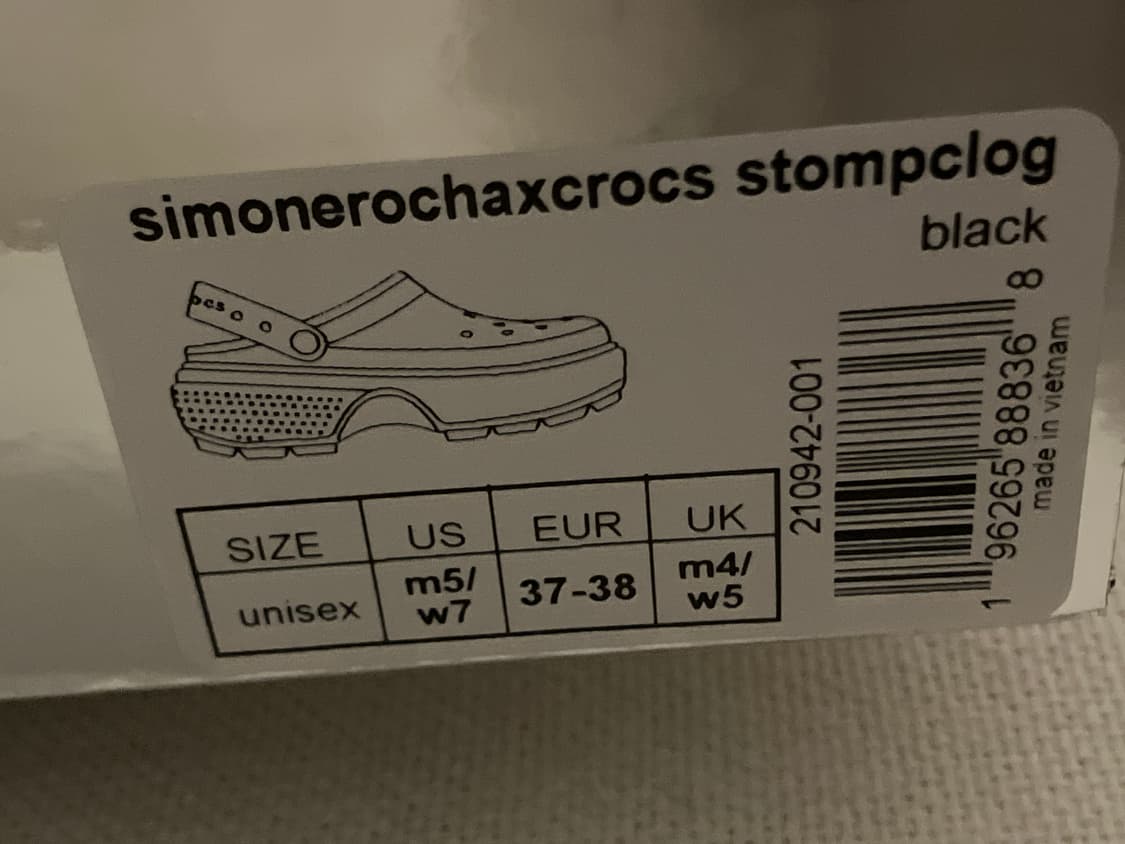 simonerochaxcrocs stompclog
black
ocs
SIZE US EUR UK
unisex m5/ w7 37-38 m4/ w5
210942-001
1 96265 88836 8
made in vietnam